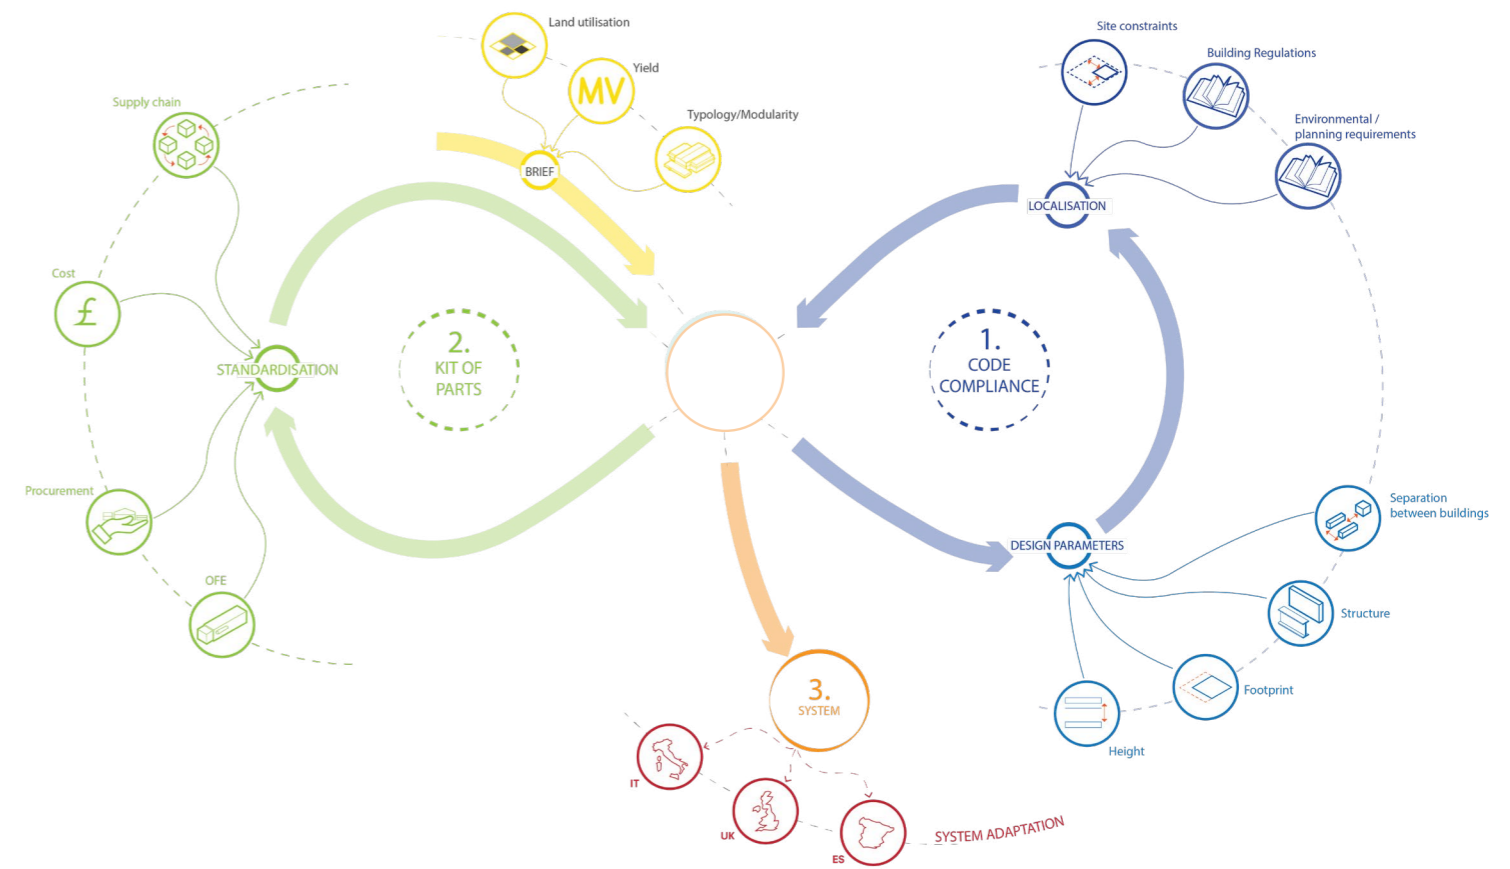 Land utilisation
Yield
MV
Typology/Modularity
BRIEF
Site constraints
Building Regulations
Environmental /
planning requirements
LOCALISATION
Supply chain
Cost
£
STANDARDISATION
Procurement
OFE
2.
KIT OF
PARTS
1.
CODE
COMPLIANCE
DESIGN PARAMETERS
Separation
between buildings
Structure
Footprint
Height
3.
SYSTEM
IT
UK
ES
SYSTEM ADAPTATION